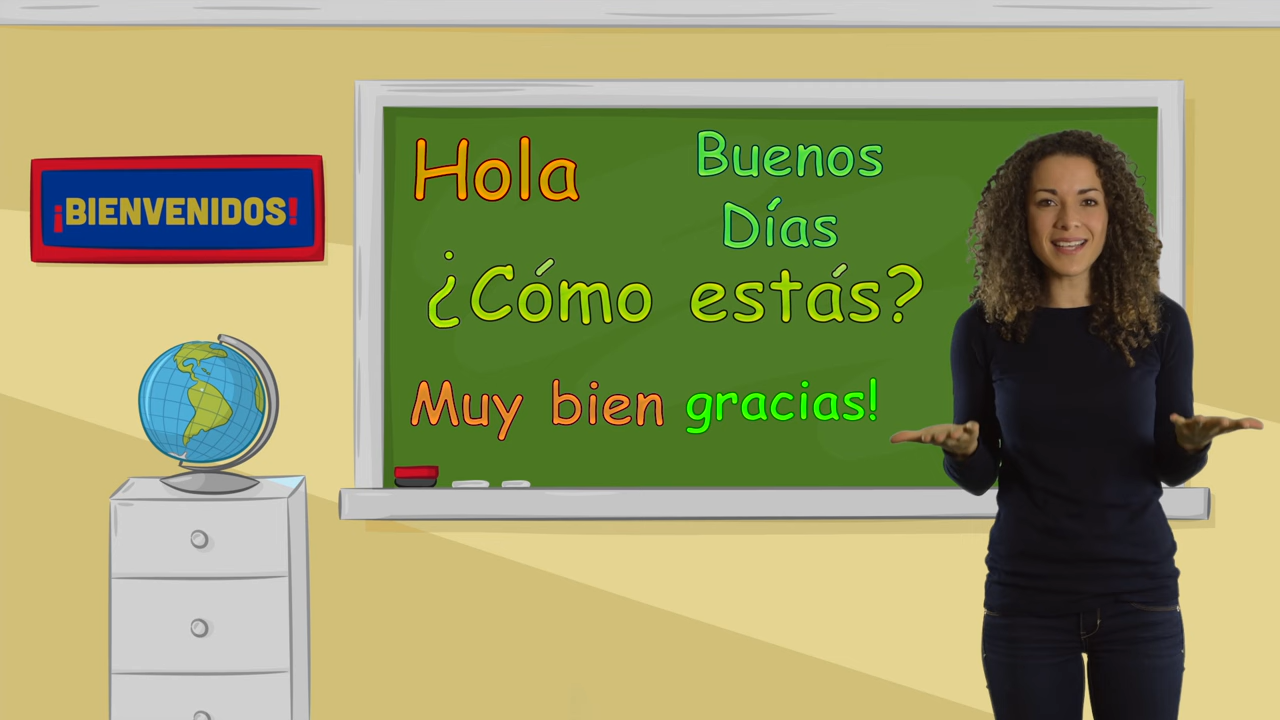 ¡BIENVENIDOS!
Hola
Buenos
Días
¿Cómo estás?
Muy bien gracias!